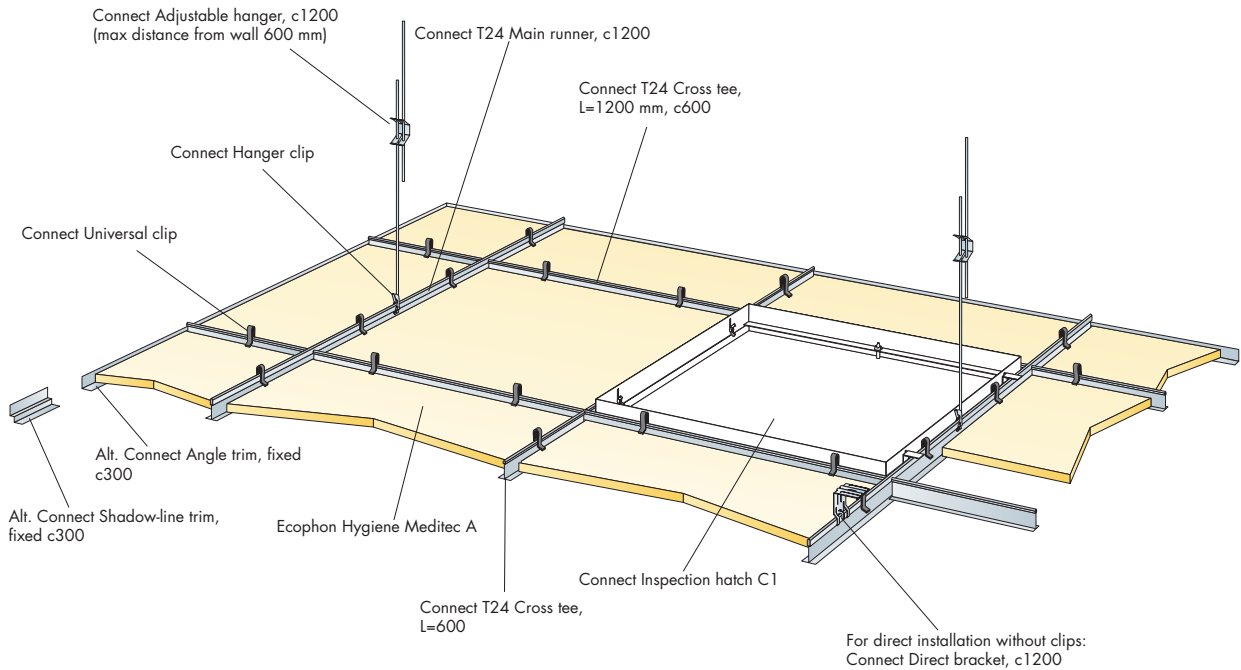 Connect Adjustable hanger, c1200
(max distance from wall 600 mm)
Connect T24 Main runner, c1200
Connect T24 Cross tee,
L=1200 mm, c600
Connect Hanger clip
Connect Universal clip
Alt. Connect Angle trim, fixed
c300
Alt. Connect Shadow-line trim,
fixed c300
Ecophon Hygiene Meditec A
Connect Inspection hatch C1
Connect T24 Cross tee,
L=600
For direct installation without clips:
Connect Direct bracket, c1200